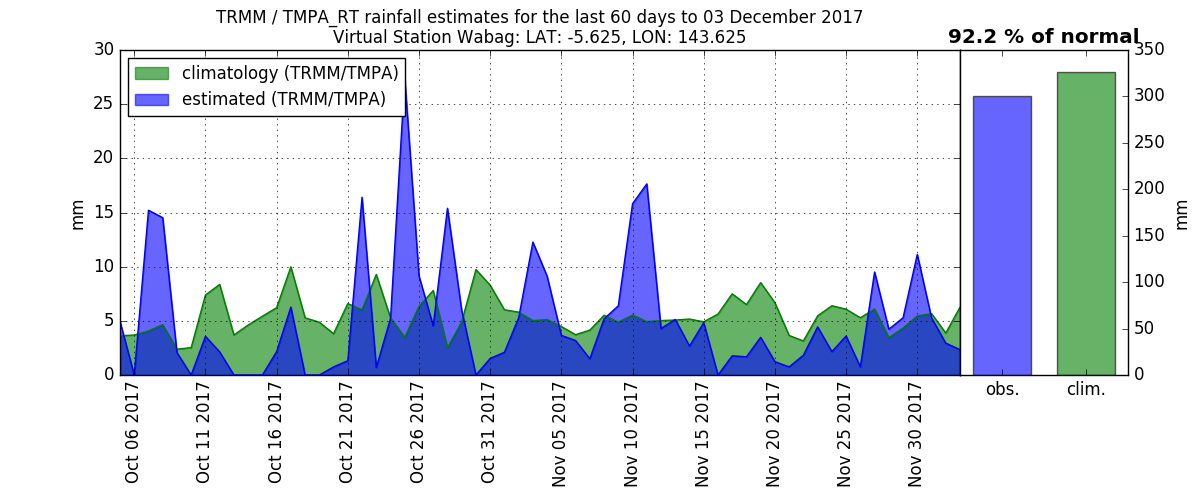 TRMM / TMPA_RT rainfall estimates for the last 60 days to 03 December 2017
Virtual Station Wabag: LAT: -5.625, LON: 143.625
92.2 % of normal
climatology (TRMM/TMPA)
estimated (TRMM/TMPA)
30
25
20
15
10
5
0
mm
Oct 06 2017
Oct 11 2017
Oct 16 2017
Oct 21 2017
Oct 26 2017
Oct 31 2017
Nov 05 2017
Nov 10 2017
Nov 15 2017
Nov 20 2017
Nov 25 2017
Nov 30 2017
obs.
clim.
350
300
250
200
150
100
50
0
mm